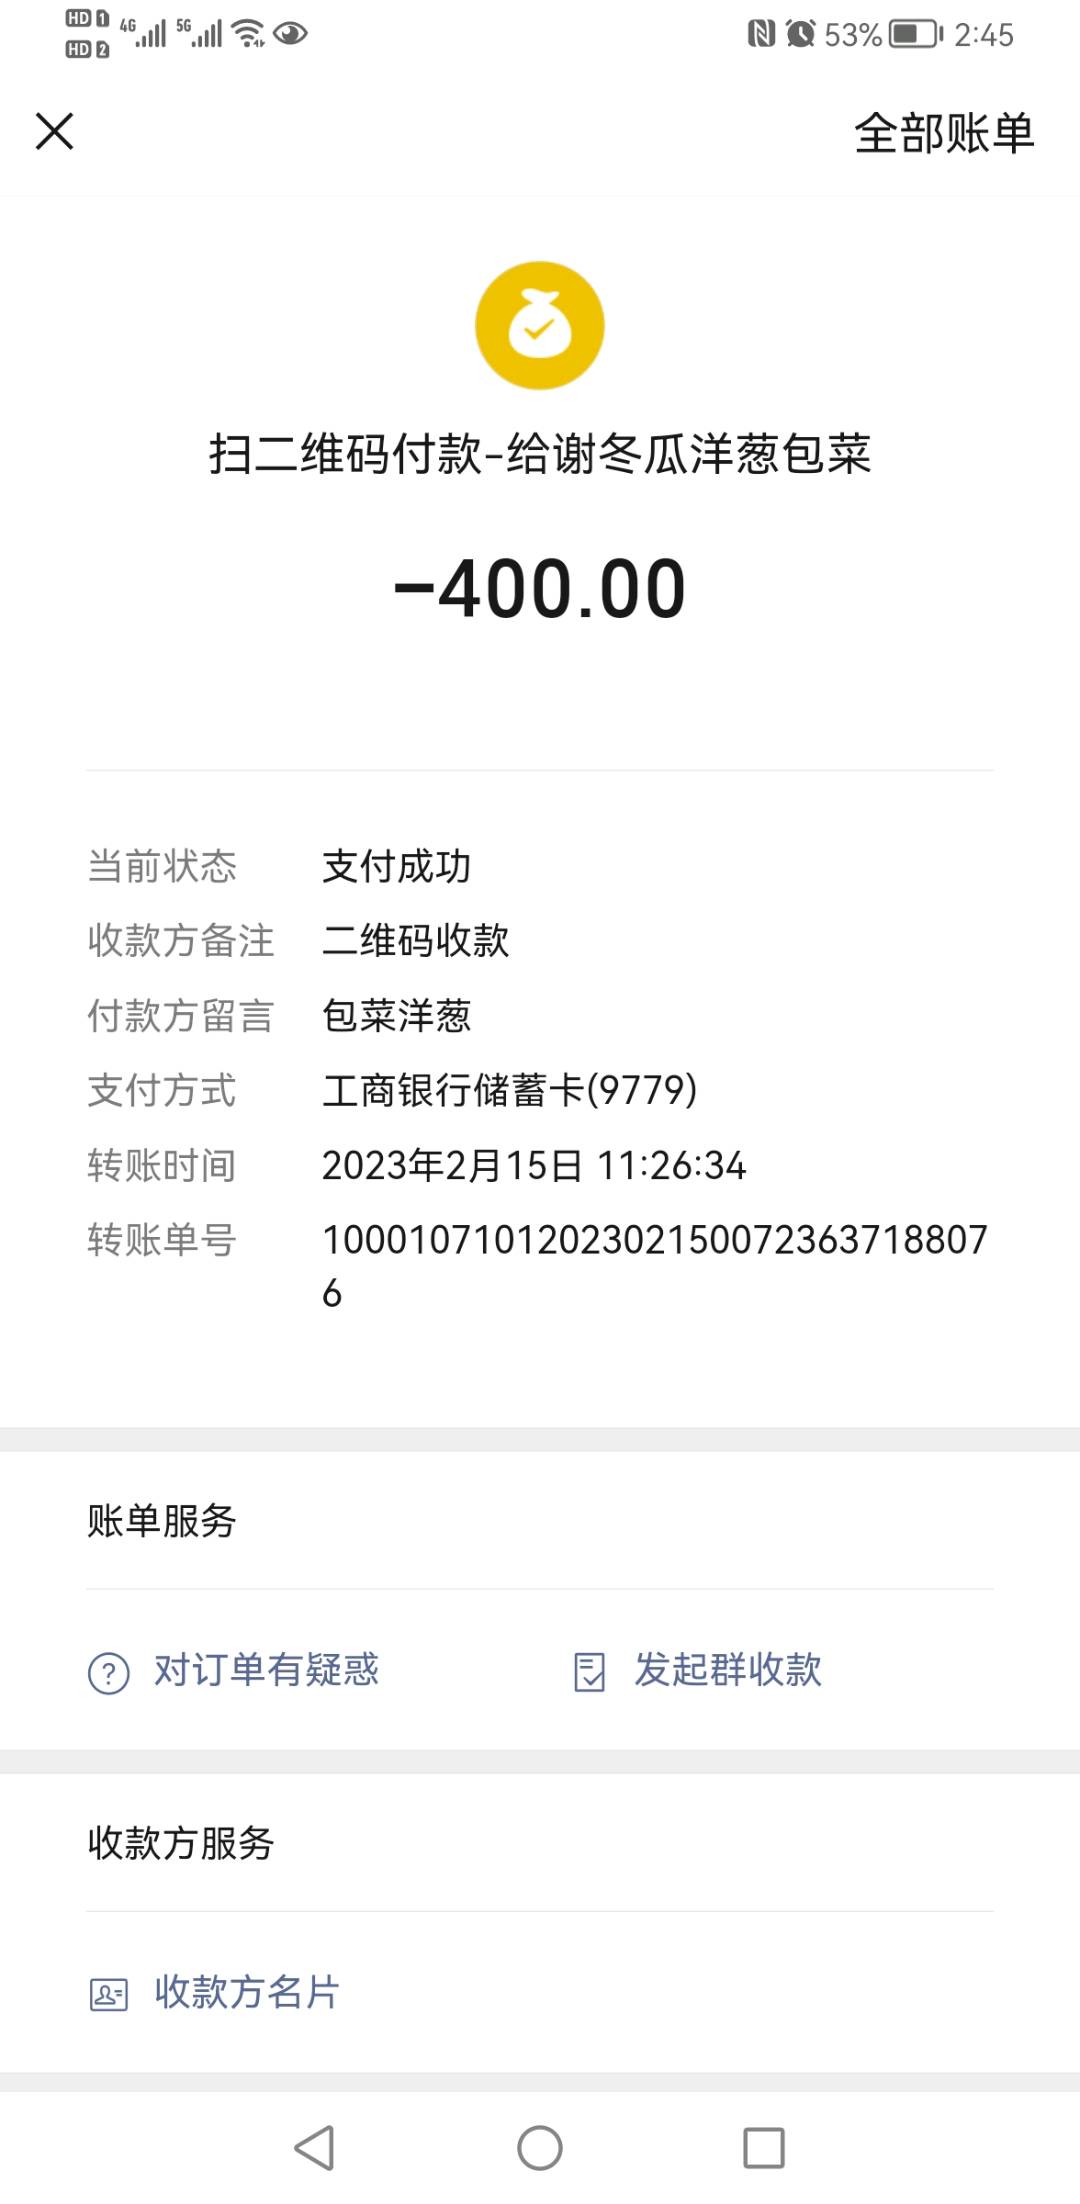 HD 1 4G 5G
HD 2
53% 2:45
全部账单
扫二维码付款-给谢冬瓜洋葱包菜
-400.00
当前状态 支付成功
收款方备注 二维码收款
付款方留言 包菜洋葱
支付方式 工商银行储蓄卡(9779)
转账时间 2023年2月15日 11:26:34
转账单号 100010710120230215007236371880​7
6
账单服务
对订单有疑惑 发起群收款
收款方服务
收款方名片